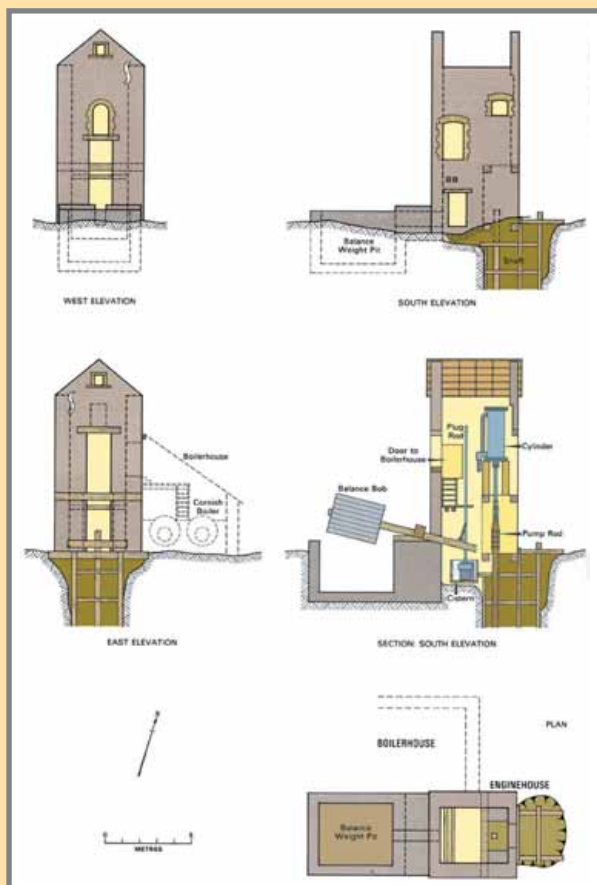 Balance
Weight Pit
Shaft
WEST ELEVATION
SOUTH ELEVATION
Boilerhouse
Cornish
Boiler
Plug
Rod
Door to
Boilerhouse
Cylinder
Balance Bob
Pump Rod
Cistern
EAST ELEVATION
SECTION: SOUTH ELEVATION
PLAN
BOILERHOUSE
ENGINEHOUSE
METRES
Balance
Weight Pit